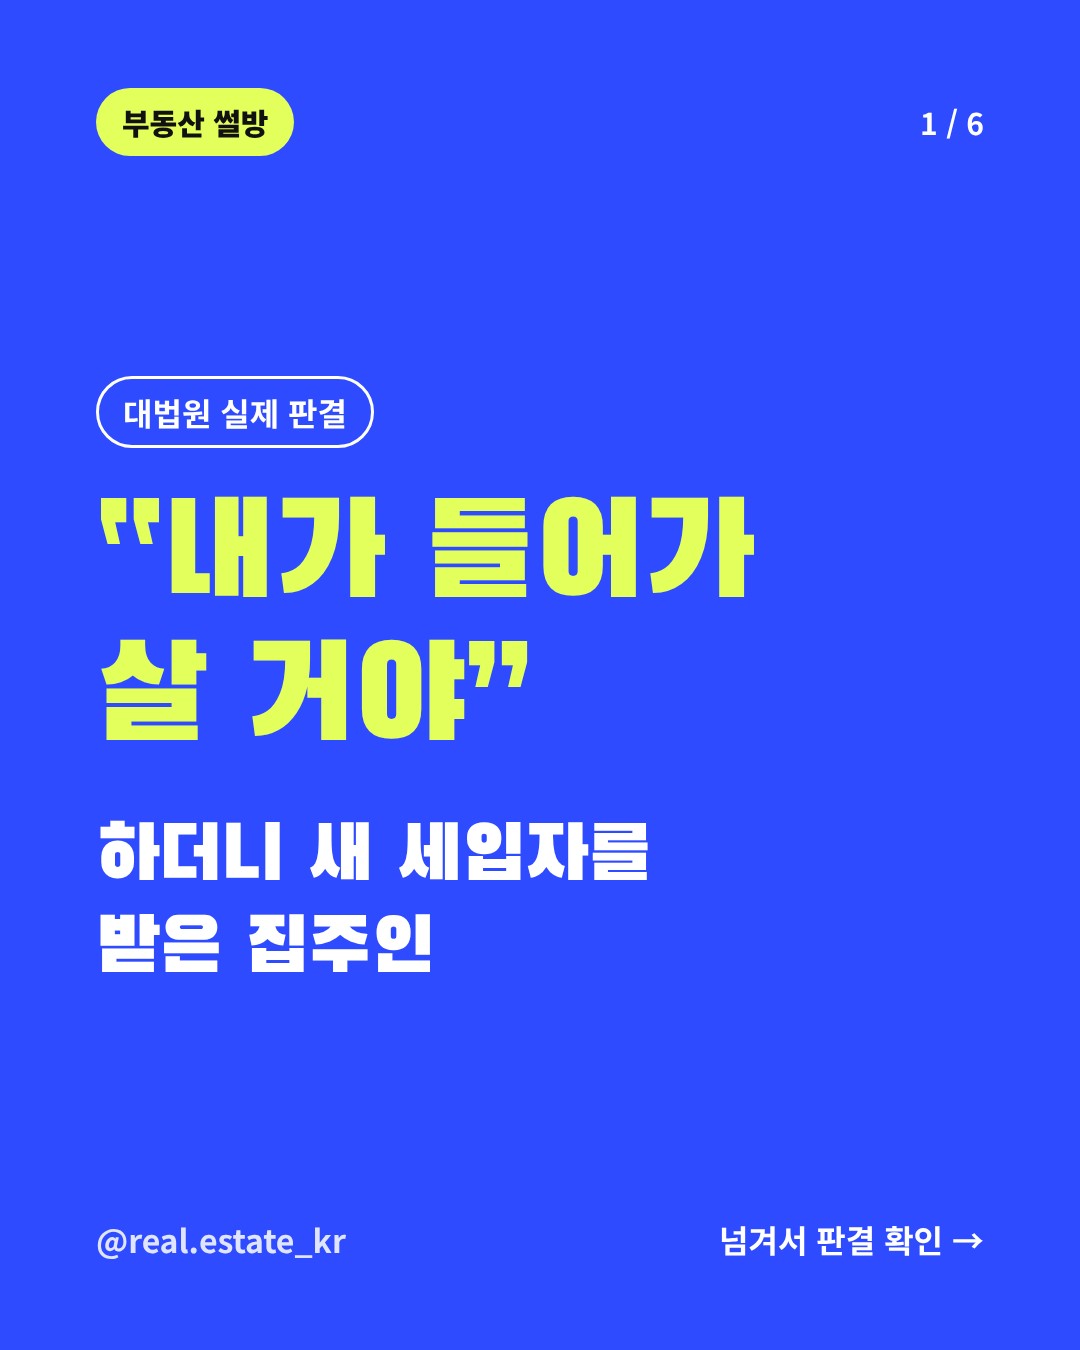 부동산 썰방
1 / 6
대법원 실제 판결
“내가 들어가
살 거야”
하더니 새 세입자를
받은 집주인
@real.estate_kr
넘겨서 판결 확인 →